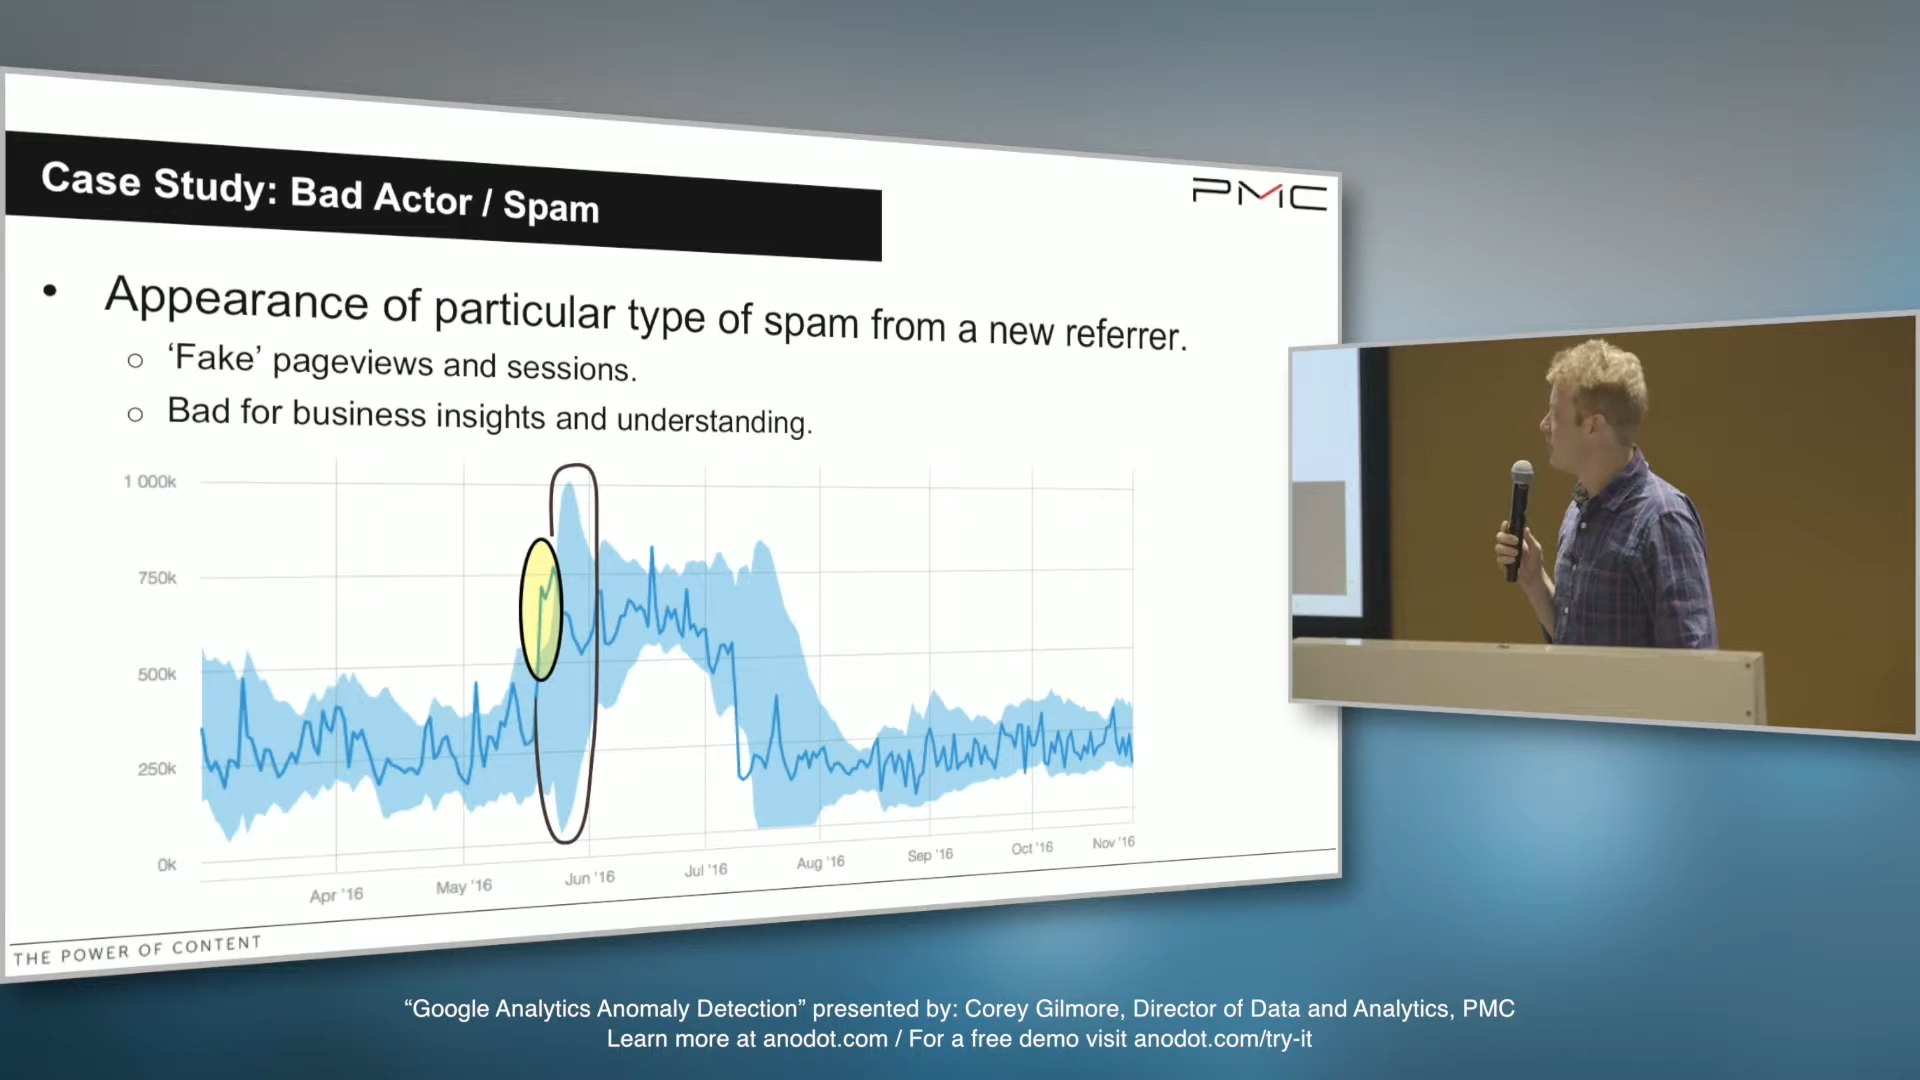 Case Study: Bad Actor / Spam
PMC
• Appearance of particular type of spam from a new referrer.
○ ‘Fake’ pageviews and sessions.
○ Bad for business insights and understanding.
1 000k
750k
500k
250k
0k
Apr '16
May '16
Jun '16
Jul '16
Aug '16
Sep '16
Oct '16
Nov '16
THE POWER OF CONTENT
“Google Analytics Anomaly Detection” presented by: Corey Gilmore, Director of Data and Analytics, PMC
Learn more at anodot.com / For a free demo visit anodot.com/try-it